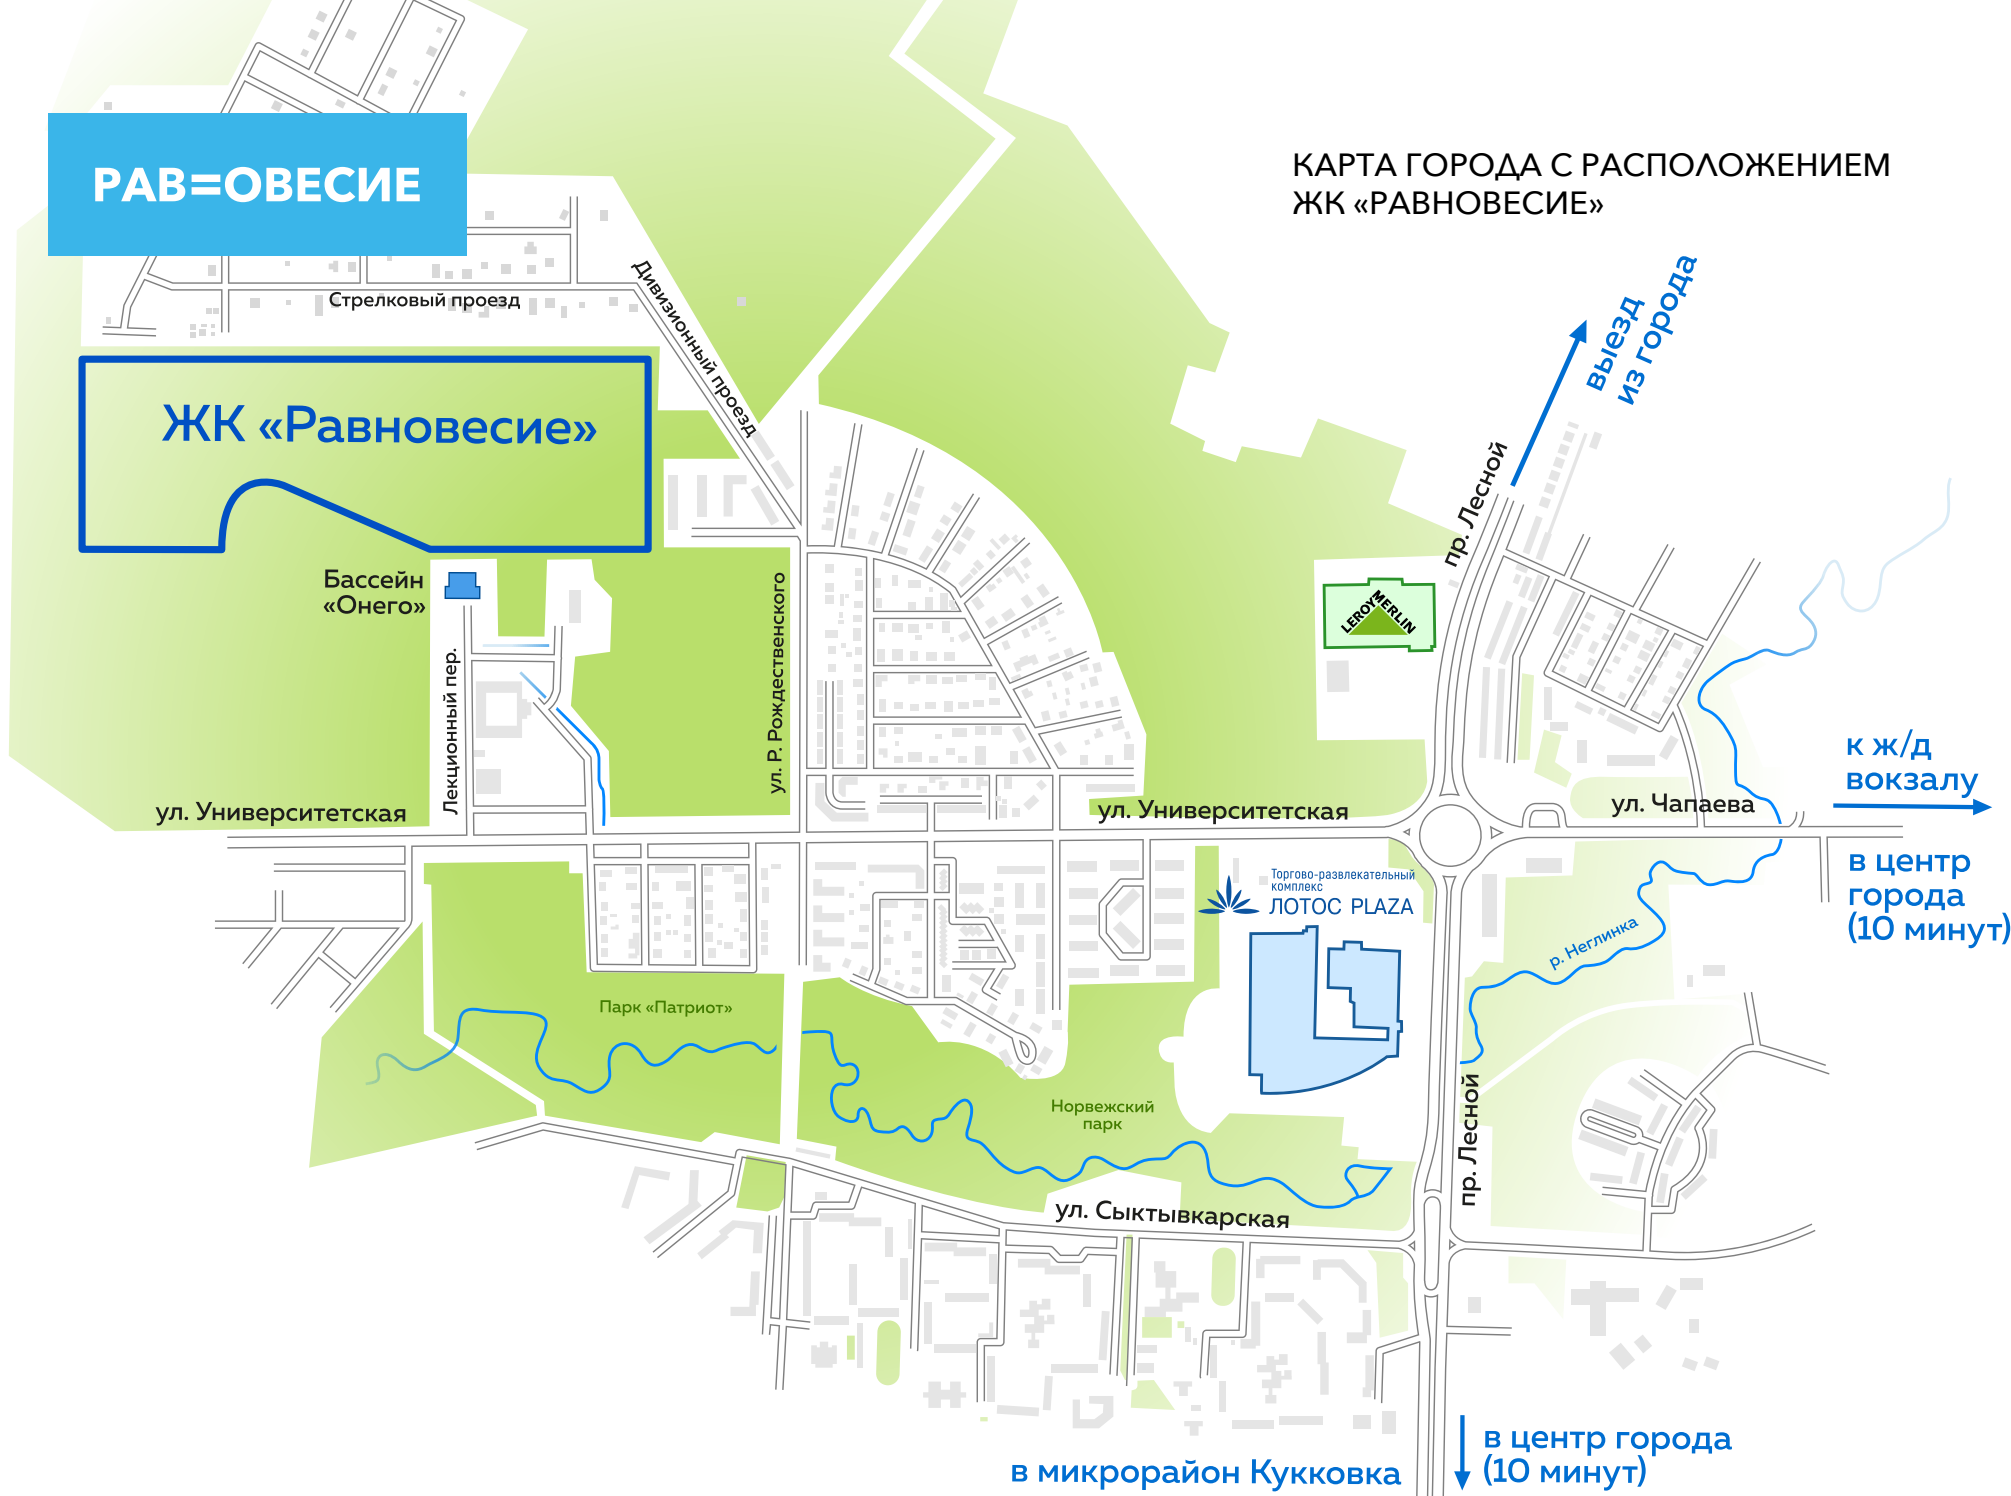 РАВ=ОВЕСИЕ
КАРТА ГОРОДА С РАСПОЛОЖЕНИЕМ
ЖК «РАВНОВЕСИЕ»
выезд
из города
Дивизионный проезд
Стрелковый проезд
ЖК «Равновесие»
пр. Лесной
Бассейн
«Онего»
LEROY
MERLIN
ул. Р. Рождественского
Лекционный пер.
к ж/д
вокзалу
ул. Университетская
ул. Университетская
ул. Чапаева
в центр
города
(10 минут)
Торгово-развлекательный
комплекс
ЛОТОС PLAZA
р. Неглинка
Парк «Патриот»
Норвежский
парк
пр. Лесной
ул. Сыктывкарская
в микрорайон Кукковка
в центр города
(10 минут)